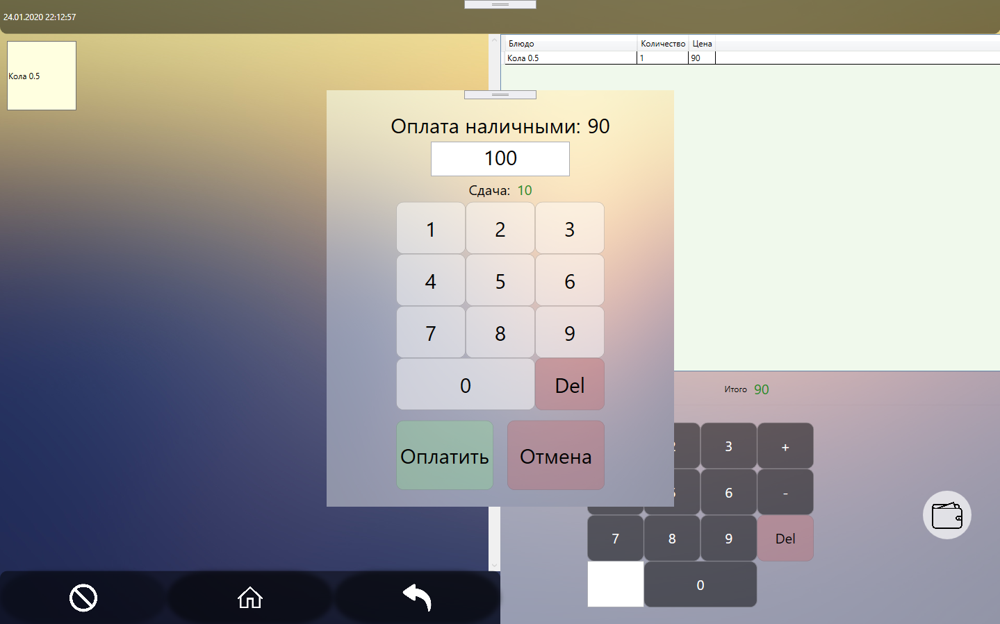 24.01.2020 22:12:57
Кола 0.5
Блюдо Количество Цена
Кола 0.5 1 90
Оплата наличными: 90
100
Сдача: 10
1 2 3
4 5 6
7 8 9
0 Del
Оплатить Отмена
Итого 90
3 +
6 -
7 8 9 Del
0